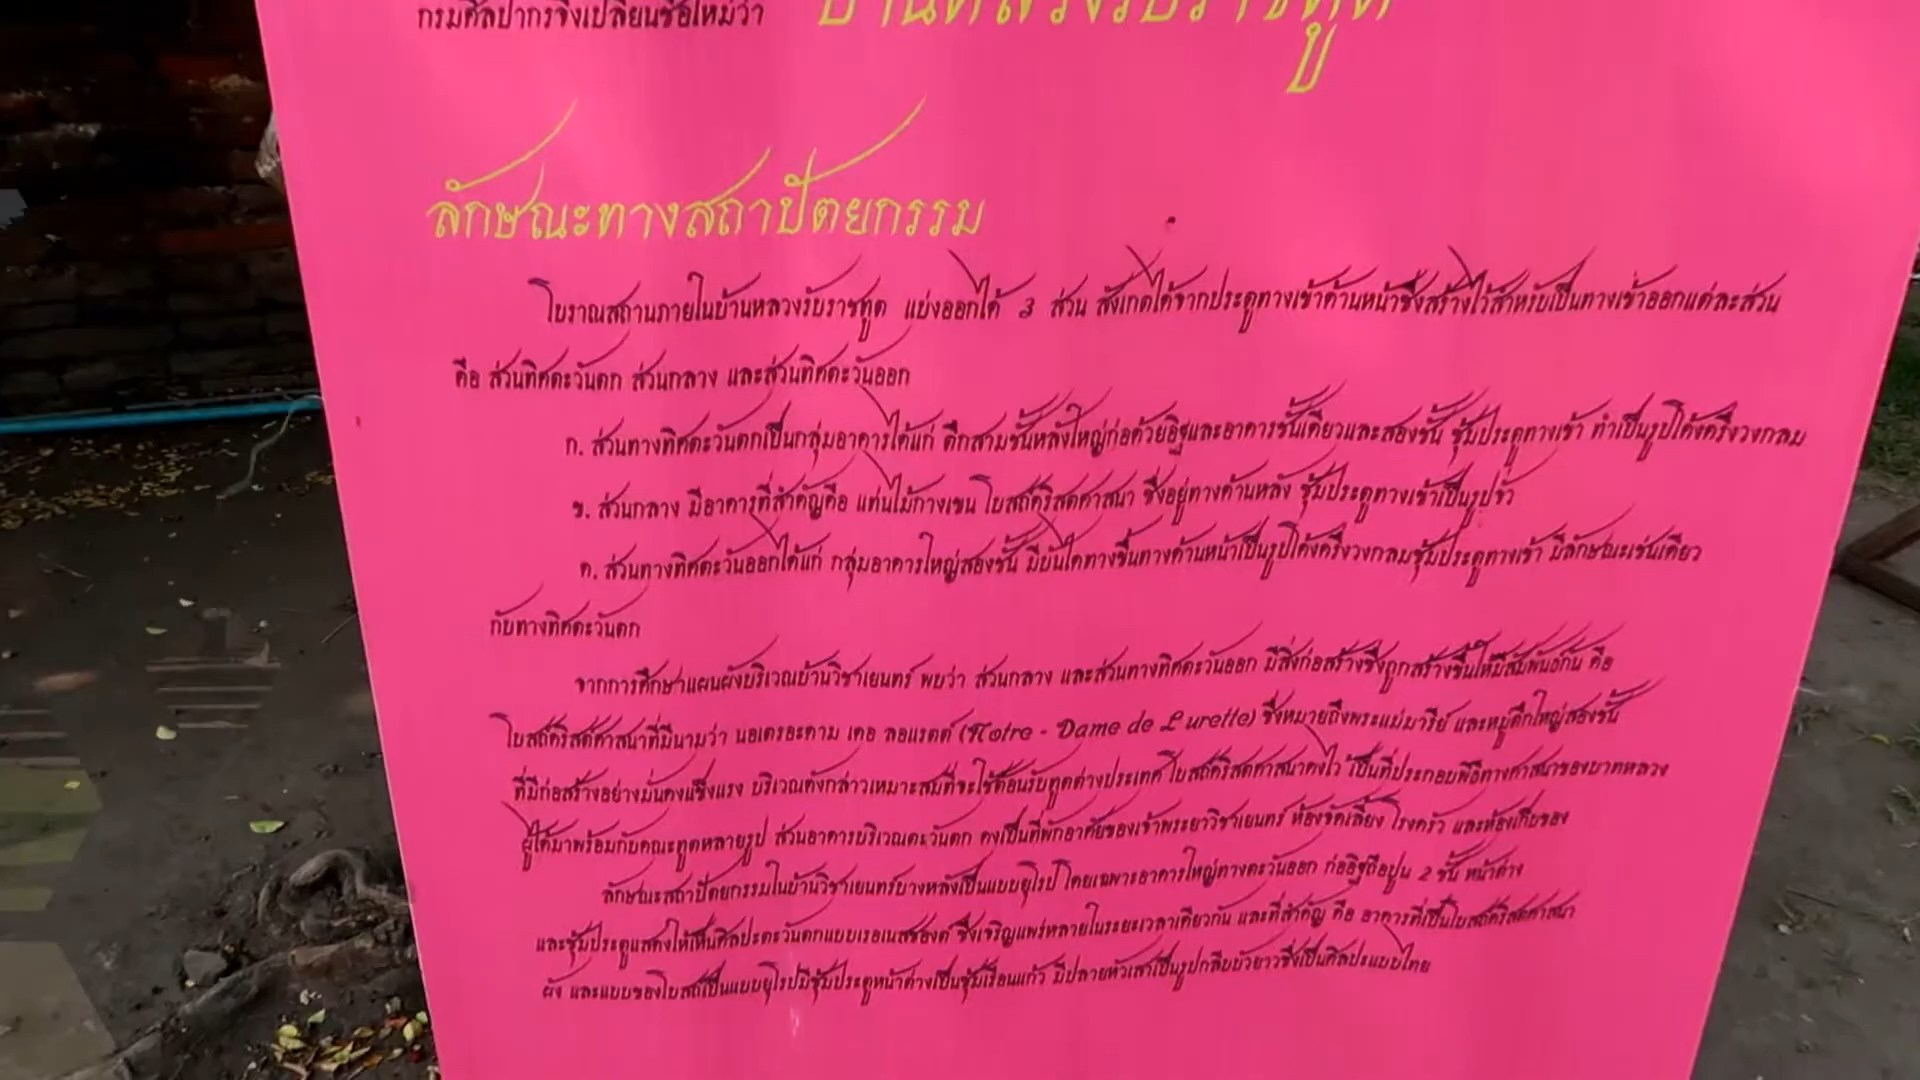 กรมศิลปากรจึงเปลี่ยนชื่อใหม่ว่า บ้านหลวงรับราชทูต
ลักษณะทางสถาปัตยกรรม
โบราณสถานภายในบ้านหลวงรับราชทูต แบ่งออกได้ 3 ส่วน สังเกตได้จากประตูทางเข้าด้านหน้าซึ่งสร้างไว้สำหรับเป็นทางเข้าออกแต่ละส่วน
คือ ส่วนทิศตะวันตก ส่วนกลาง และส่วนทิศตะวันออก
ก. ส่วนทางทิศตะวันตกเป็นกลุ่มอาคารได้แก่ ตึกสามชั้นหลังใหญ่ก่อด้วยอิฐและอาคารชั้นเดียวและสองชั้น ซุ้มประตูทางเข้า ทำเป็นรูปโค้งครึ่งวงกลม
ข. ส่วนกลาง มีอาคารที่สำคัญคือ แท่นไม้กางเขน โบสถ์คริสตศาสนา ซึ่งอยู่ทางด้านหลัง ซุ้มประตูทางเข้าเป็นรูปจั่ว
ค. ส่วนทางทิศตะวันออกได้แก่ กลุ่มอาคารใหญ่สองชั้น มีบันไดทางขึ้นทางด้านหน้าเป็นรูปโค้งครึ่งวงกลมซุ้มประตูทางเข้า มีลักษณะเช่นเดียว
กับทางทิศตะวันตก
จากการศึกษาแผนผังบริเวณบ้านวิชาเยนทร์ พบว่า ส่วนกลาง และส่วนทางทิศตะวันออก มีสิ่งก่อสร้างซึ่งถูกสร้างขึ้นให้มีสัมพันธ์กัน คือ
โบสถ์คริสตศาสนาที่มีนามว่า นอเตรอะดาม เดอ ลอแรตต์ (Notre - Dame de Lurette) ซึ่งหมายถึงพระแม่มารีย์ และหมู่ตึกใหญ่สองชั้น
ที่มีก่อสร้างอย่างมั่นคงแข็งแรง บริเวณดังกล่าวเหมาะสมที่จะใช้ต้อนรับทูตต่างประเทศ โบสถ์คริสตศาสนาคงไว้ เป็นที่ประกอบพิธีทางศาสนาของบาทหลวง
ผู้ได้มาพร้อมกับคณะทูตหลายรูป ส่วนอาคารบริเวณตะวันตก คงเป็นที่พักอาศัยของเจ้าพระยาวิชาเยนทร์ ห้องจัดเลี้ยง โรงครัว และห้องเก็บของ
ลักษณะสถาปัตยกรรมในบ้านวิชาเยนทร์บางหลังเป็นแบบยุโรป โดยเฉพาะอาคารใหญ่ทางตะวันออก ก่ออิฐถือปูน 2 ชั้น หน้าต่าง
และซุ้มประตูแสดงให้เห็นศิลปะตะวันตกแบบเรอเนสซองต์ ซึ่งเจริญแพร่หลายในระยะเวลาเดียวกัน และที่สำคัญ คือ อาคารที่เป็นโบสถ์คริสตศาสนา
ผัง และแบบของโบสถ์เป็นแบบยุโรปมีซุ้มประตูหน้าต่างเป็นซุ้มเรือนแก้ว มีปลายหัวเสาเป็นรูปกลีบบัวยาวซึ่งเป็นศิลปะแบบไทย